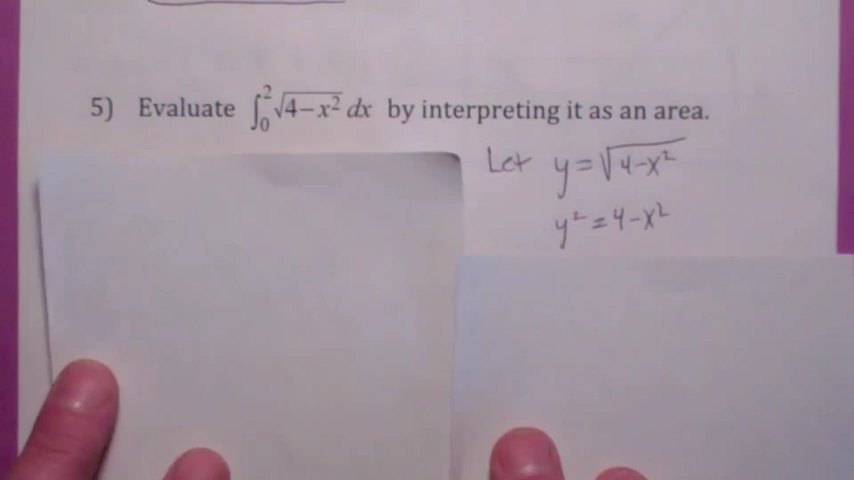 5) Evaluate ∫₀² √(4−x²) dx by interpreting it as an area.
Let y = √(4-x²)
y² = 4-x²